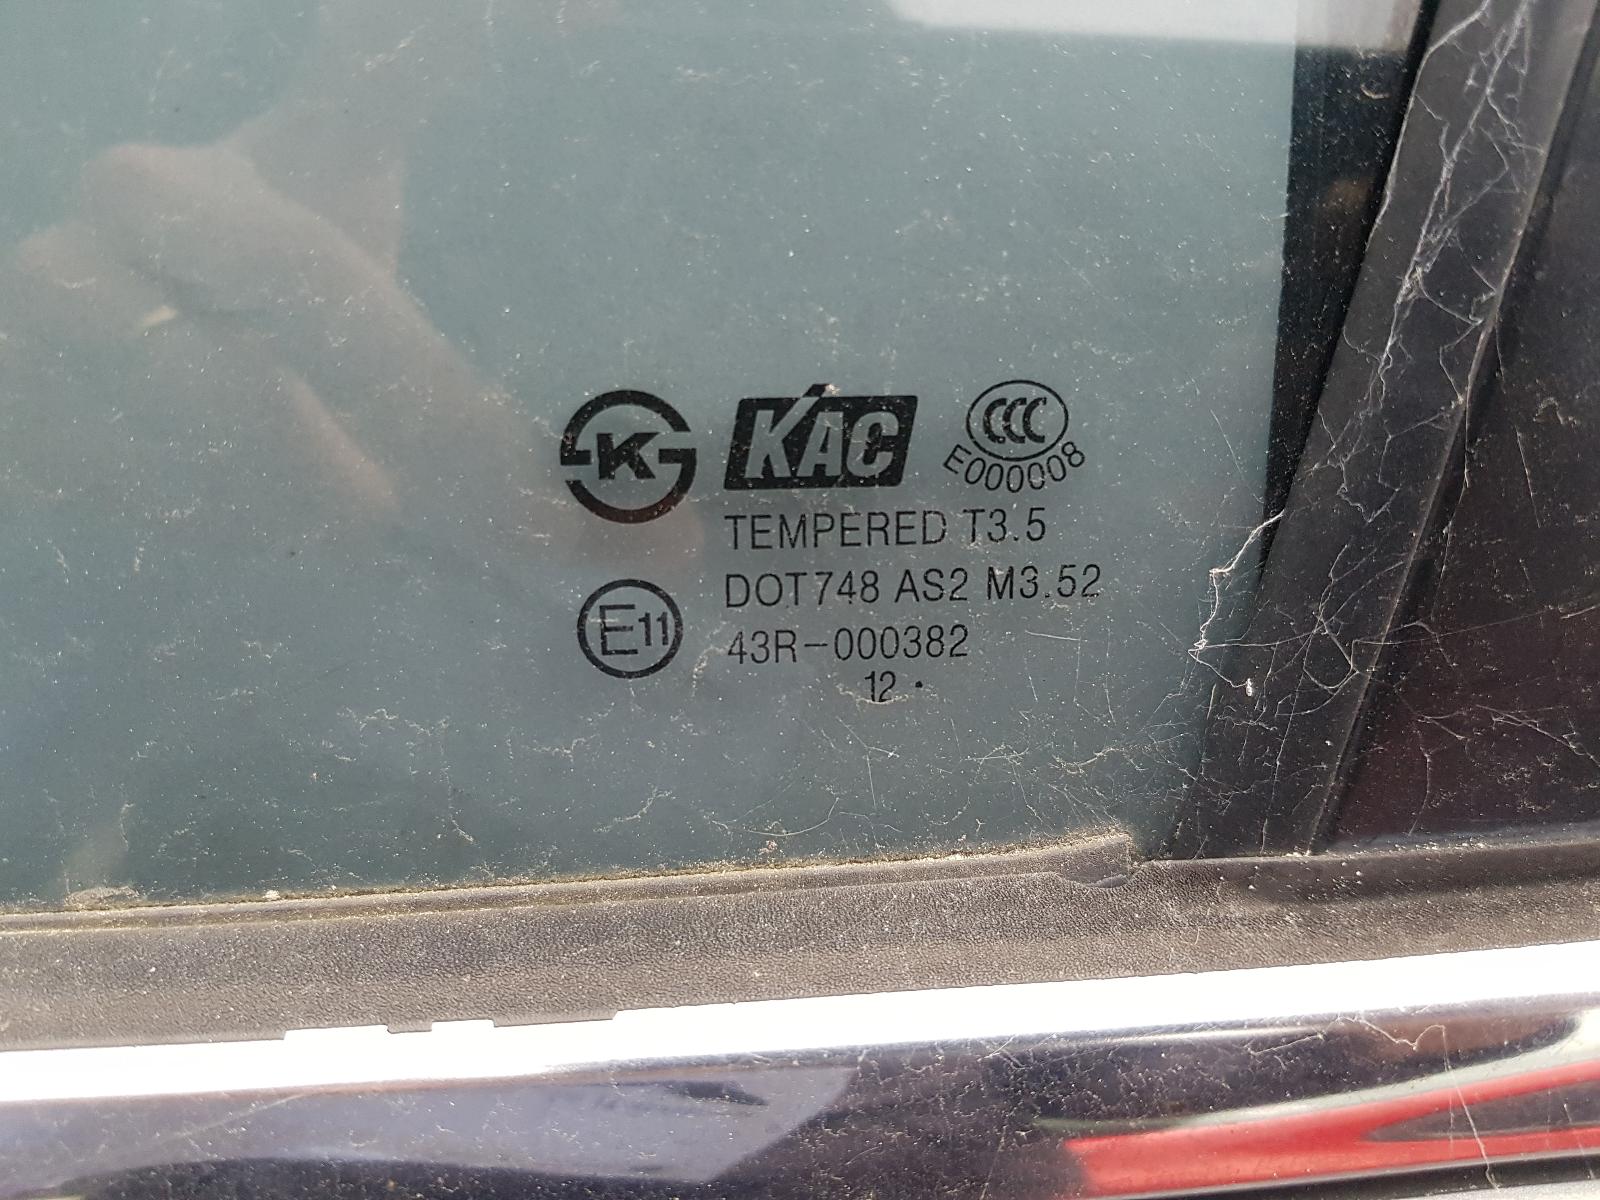 K
KAC
CCC
E000008
TEMPERED T3.5
DOT748 AS2 M3.52
E11
43R-000382
12 •